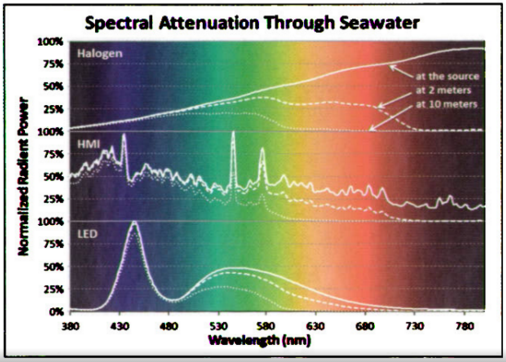 Spectral Attenuation Through Seawater
Normalized Radiant Power
100%
75%
50%
25%
100%
75%
50%
25%
100%
75%
50%
25%
0%
Halogen
at the source
at 2 meters
at 10 meters
HMI
LED
380 430 480 530 580 630 680 730 780
Wavelength (nm)